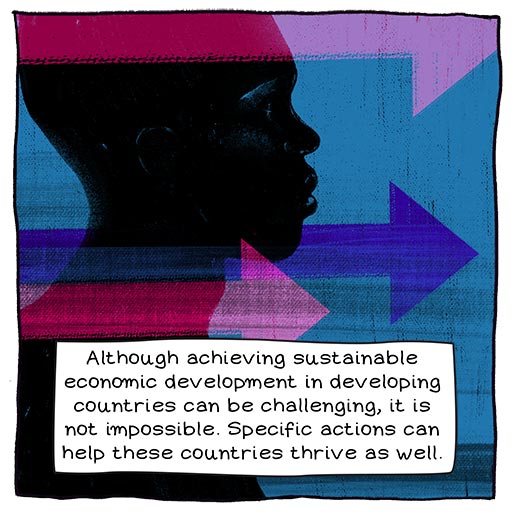 Although achieving sustainable
economic development in developing
countries can be challenging, it is
not impossible. Specific actions can
help these countries thrive as well.